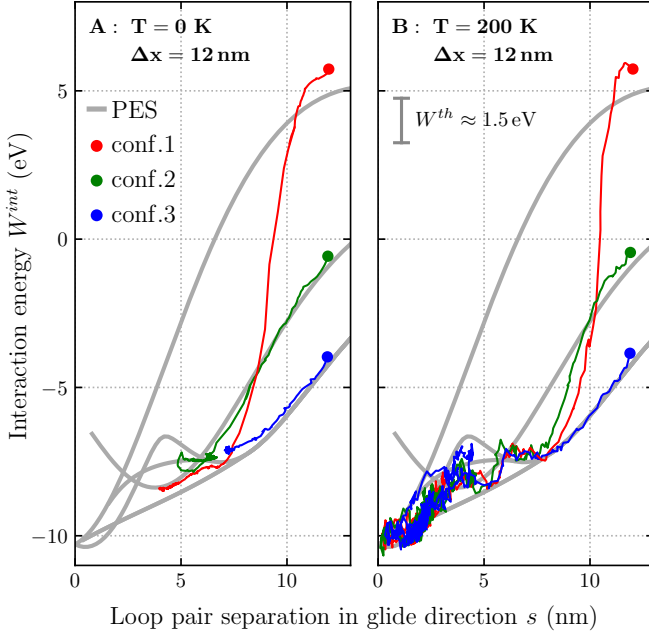 A : T = 0 K
Δx = 12 nm
B : T = 200 K
Δx = 12 nm
PES
conf.1
conf.2
conf.3
W^{th} ≈ 1.5 eV
5
0
−5
−10
0
5
10
0
5
10
Interaction energy W^{int} (eV)
Loop pair separation in glide direction s (nm)